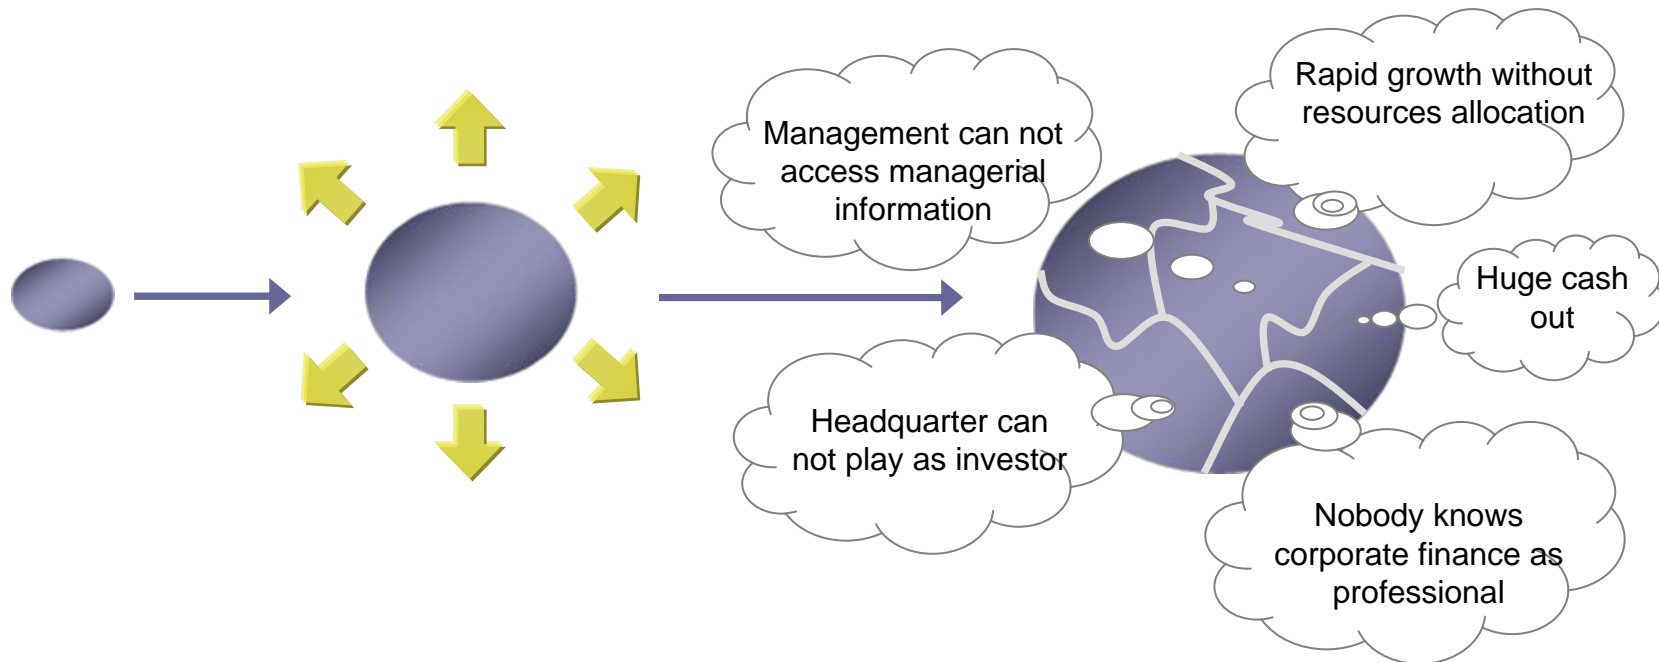 Management can not
access managerial
information
Rapid growth without
resources allocation
Huge cash
out
Headquarter can
not play as investor
Nobody knows
corporate finance as
professional